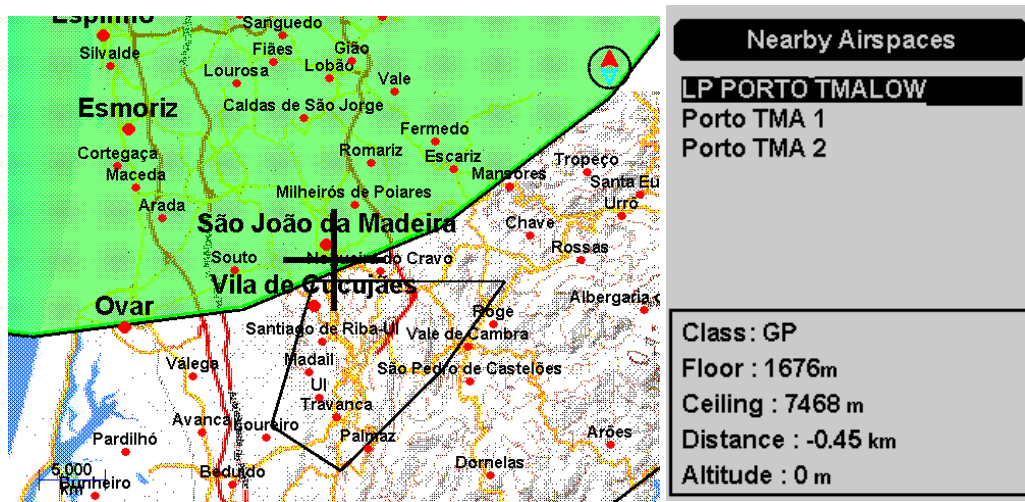 Espinho
Sanguedo
Silvalde
Fiães
Gião
Lourosa
Lobão
Vale
Caldas de São Jorge
Esmoriz
Fermedo
Cortegaça
Romariz
Escariz
Tropeço
Maceda
Mansores
Santa Eu
Milheirós de Poiares
Arada
Urrô
São João da Madeira
Chave
Rossas
Souto
do Cravo
Vila de Cucujães
Albergaria
Ovar
Rôge
Santiago de Riba-Ul
Vale de Cambra
Válega
Madail
São Pedro de Castelões
Ul
Travanca
Avanca
Loureiro
Palmaz
Arões
Pardilhó
Beduido
Dornelas
5,000
km
Bunheiro
Nearby Airspaces
LP PORTO TMALOW
Porto TMA 1
Porto TMA 2
Class: GP
Floor : 1676m
Ceiling : 7468 m
Distance : -0.45 km
Altitude : 0 m